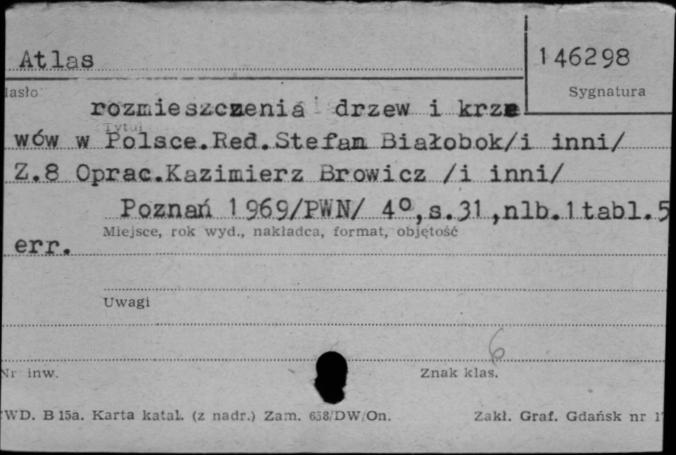 Atlas
146298
Hasło
Sygnatura
rozmieszczenia drzew i krze
Tytuł
wów w Polsce.Red.Stefan Białobok/i inni/
Z.8 Oprac.Kazimierz Browicz /i inni/
Poznań 1969/PWN/ 4°,s.31,nlb.1tabl.5
Miejsce, rok wyd., nakładca, format, objętość
err.
Uwagi
6
Nr inw.
Znak klas.
WD. B 15a. Karta katal. (z nadr.) Zam. 638/DW/On.
Zakł. Graf. Gdańsk nr 1